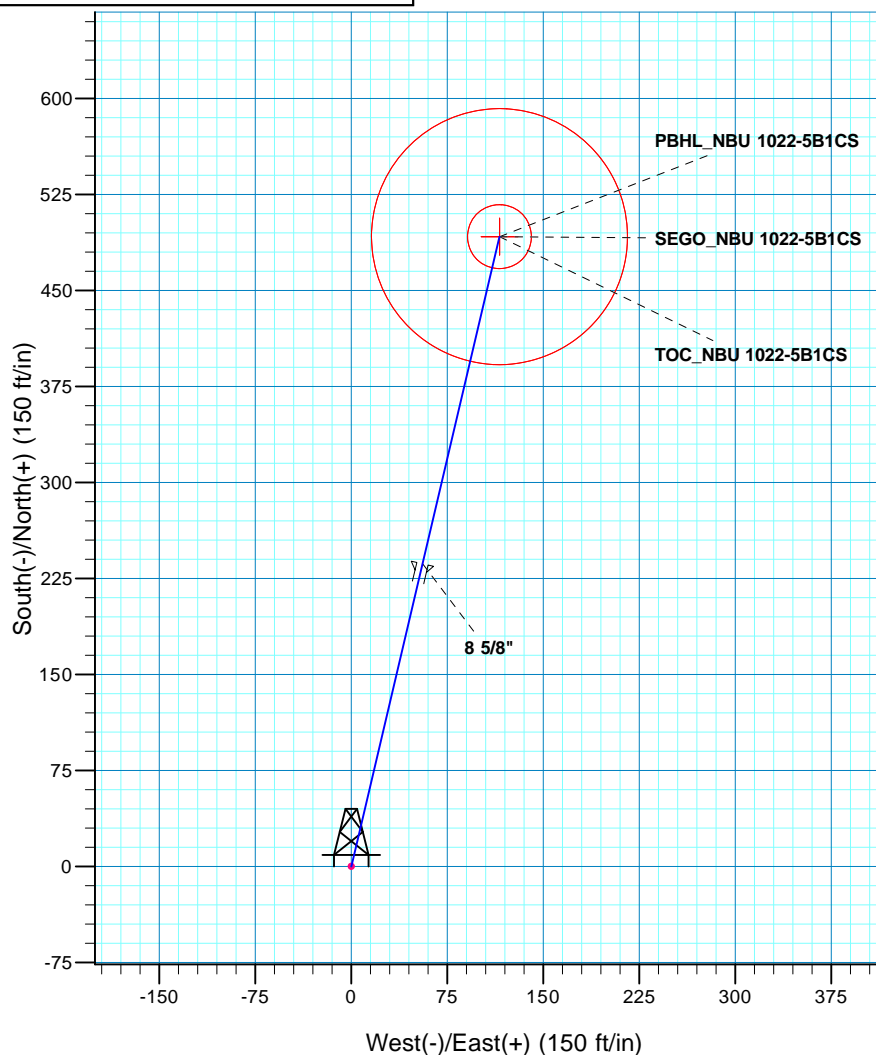 600
525
450
375
300
225
150
75
0
-75
South(-)/North(+) (150 ft/in)
PBHL_NBU 1022-5B1CS
SEGO_NBU 1022-5B1CS
TOC_NBU 1022-5B1CS
8 5/8"
-150 -75 0 75 150 225 300 375
West(-)/East(+) (150 ft/in)